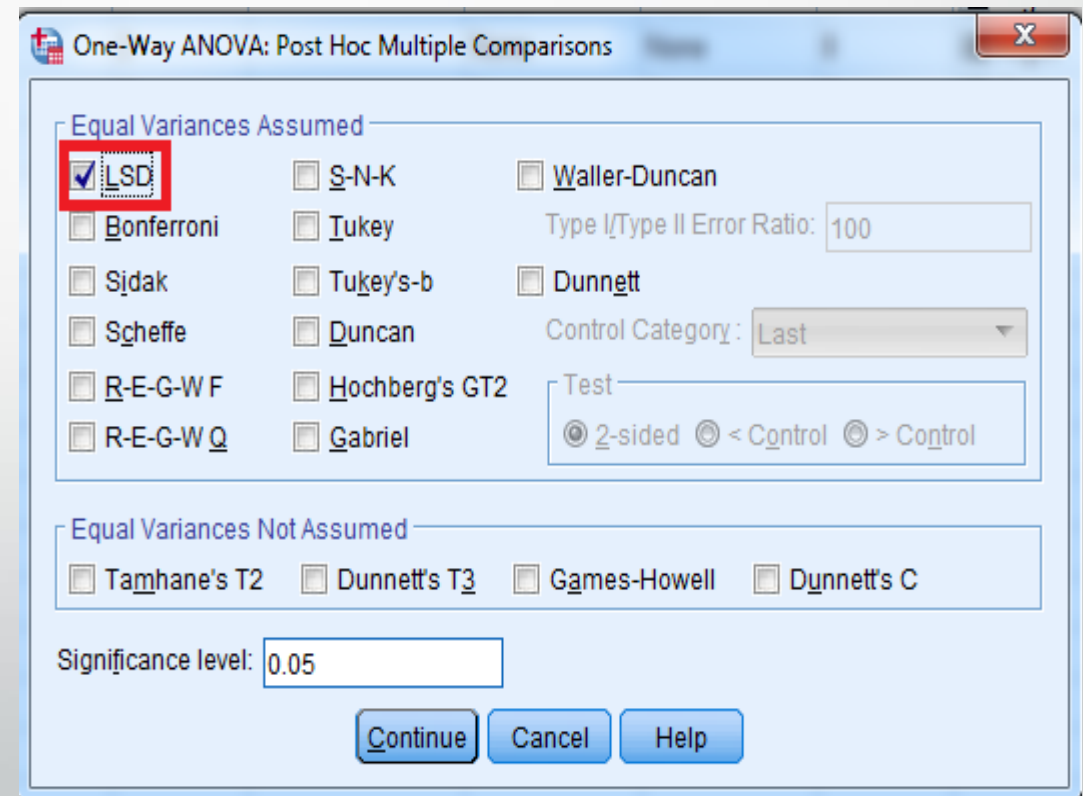 One-Way ANOVA: Post Hoc Multiple Comparisons
Equal Variances Assumed
LSD S-N-K Waller-Duncan
Bonferroni Tukey Type I/Type II Error Ratio: 100
Sidak Tukey's-b Dunnett
Scheffe Duncan Control Category : Last
R-E-G-W F Hochberg's GT2 Test
R-E-G-W Q Gabriel 2-sided < Control > Control
Equal Variances Not Assumed
Tamhane's T2 Dunnett's T3 Games-Howell Dunnett's C
Significance level: 0.05
Continue Cancel Help